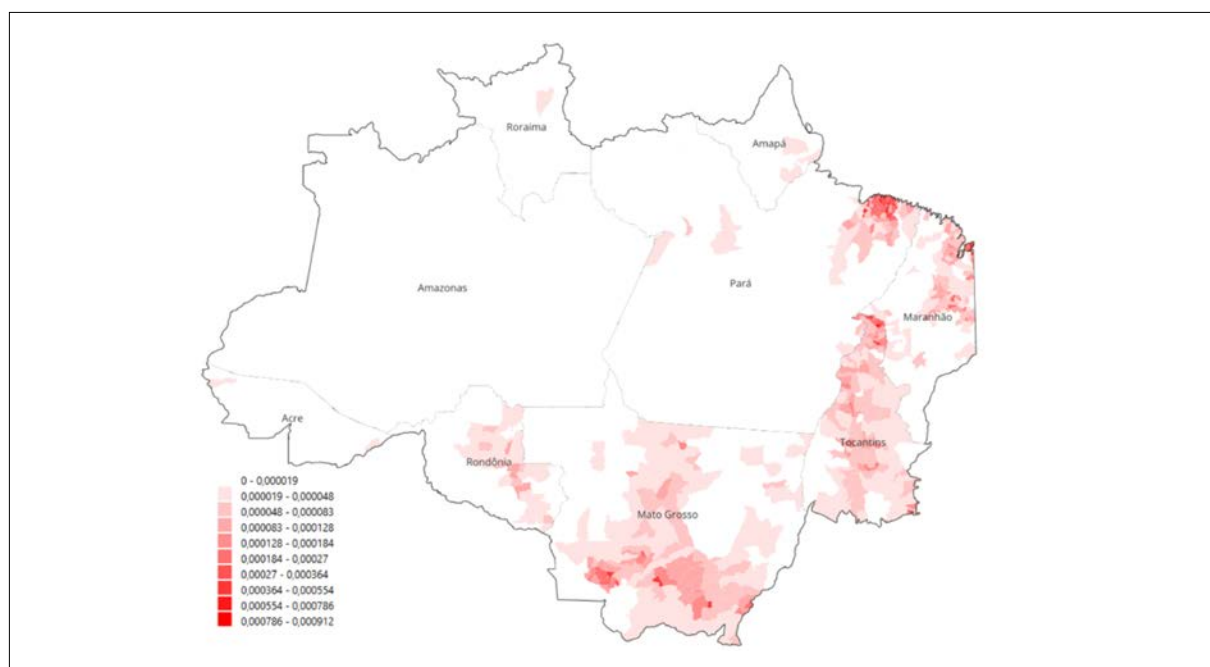 Roraima
Amapá
Amazonas
Pará
Maranhão
Acre
Rondônia
Tocantins
Mato Grosso
0 - 0,000019
0,000019 - 0,000048
0,000048 - 0,000083
0,000083 - 0,000128
0,000128 - 0,000184
0,000184 - 0,00027
0,00027 - 0,000364
0,000364 - 0,000554
0,000554 - 0,000786
0,000786 - 0,000912